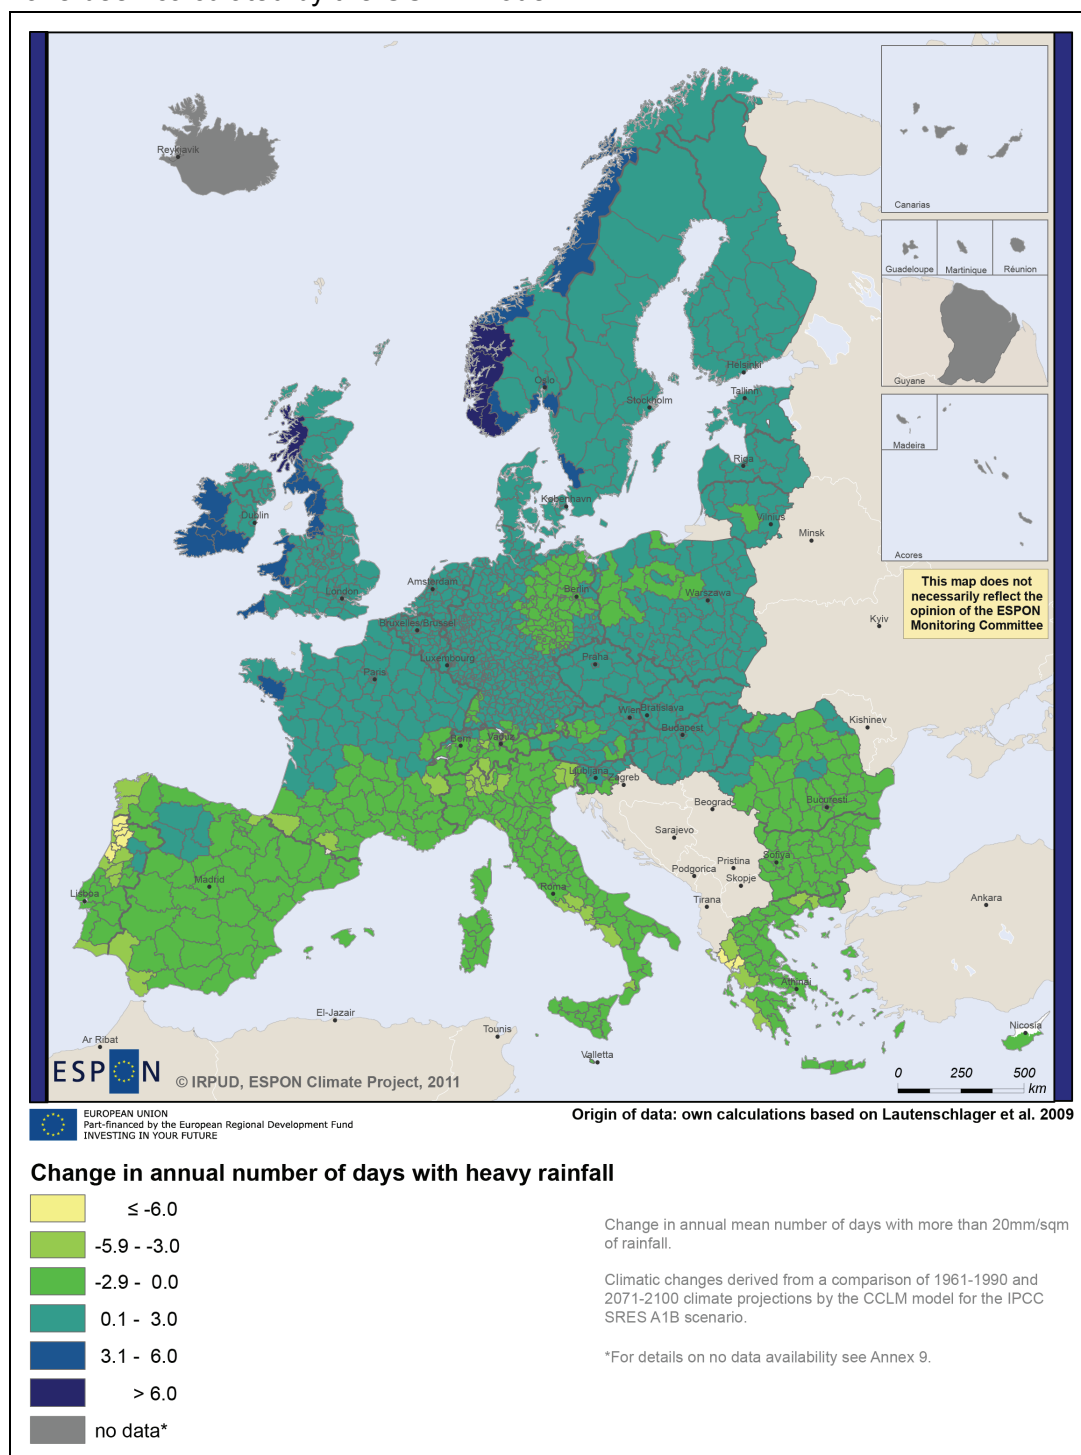 Reykjavik
Canarias
Guadeloupe
Martinique
Réunion
Guyane
Madeira
Acores
This map does not
necessarily reflect the
opinion of the ESPON
Monitoring Committee
Helsinki
Tallinn
Oslo
Stockholm
Riga
København
Vilnius
Minsk
Dublin
London
Amsterdam
Berlin
Warszawa
Kyiv
Bruxelles/Brussel
Luxembourg
Praha
Paris
Wien
Bratislava
Budapest
Kishinev
Bern
Vaduz
Ljubljana
Zagreb
Beograd
Bucuresti
Sarajevo
Pristina
Sofiya
Podgorica
Skopje
Tirana
Ankara
Madrid
Lisboa
Roma
Athinai
El-Jazair
Tounis
Nicosia
Ar Ribat
Valletta
ESPON
© IRPUD, ESPON Climate Project, 2011
0 250 500
km
EUROPEAN UNION
Part-financed by the European Regional Development Fund
INVESTING IN YOUR FUTURE
Origin of data: own calculations based on Lautenschlager et al. 2009
Change in annual number of days with heavy rainfall
≤ -6.0
-5.9 - -3.0
-2.9 - 0.0
0.1 - 3.0
3.1 - 6.0
> 6.0
no data*
Change in annual mean number of days with more than 20mm/sqm
of rainfall.
Climatic changes derived from a comparison of 1961-1990 and
2071-2100 climate projections by the CCLM model for the IPCC
SRES A1B scenario.
*For details on no data availability see Annex 9.